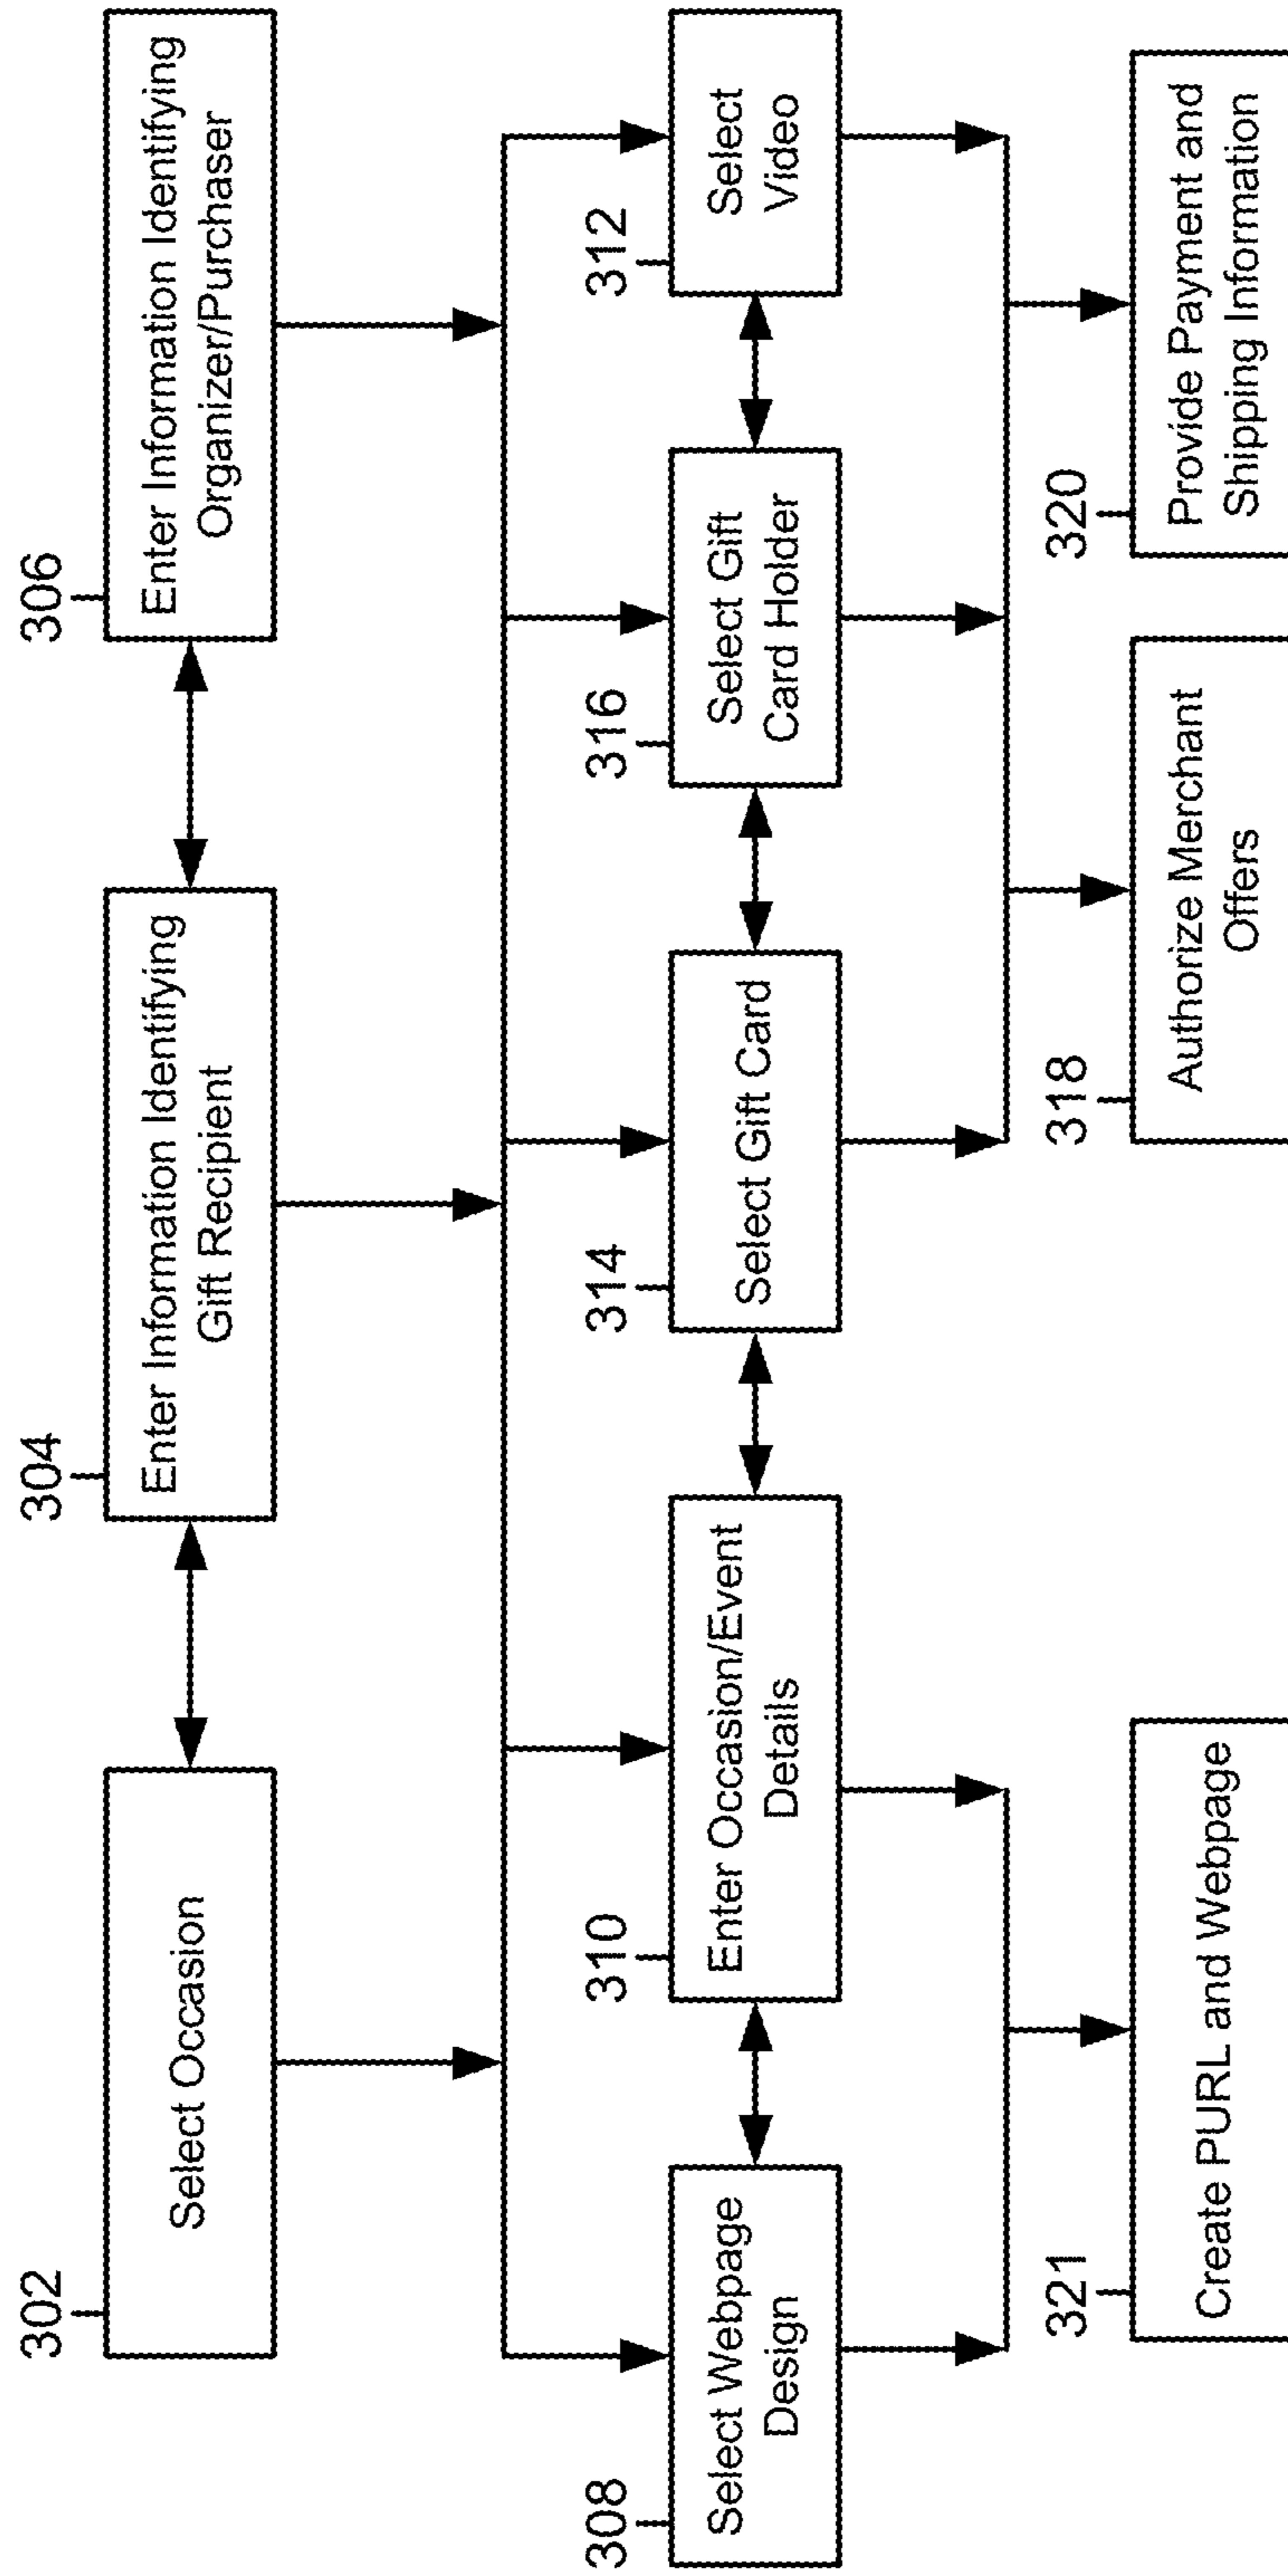 302
Select Occasion
304
Enter Information Identifying
Gift Recipient
306
Enter Information Identifying
Organizer/Purchaser
308
Select Webpage
Design
310
Enter Occasion/Event
Details
314
Select Gift Card
316
Select Gift
Card Holder
312
Select
Video
321
Create PURL and Webpage
318
Authorize Merchant
Offers
320
Provide Payment and
Shipping Information